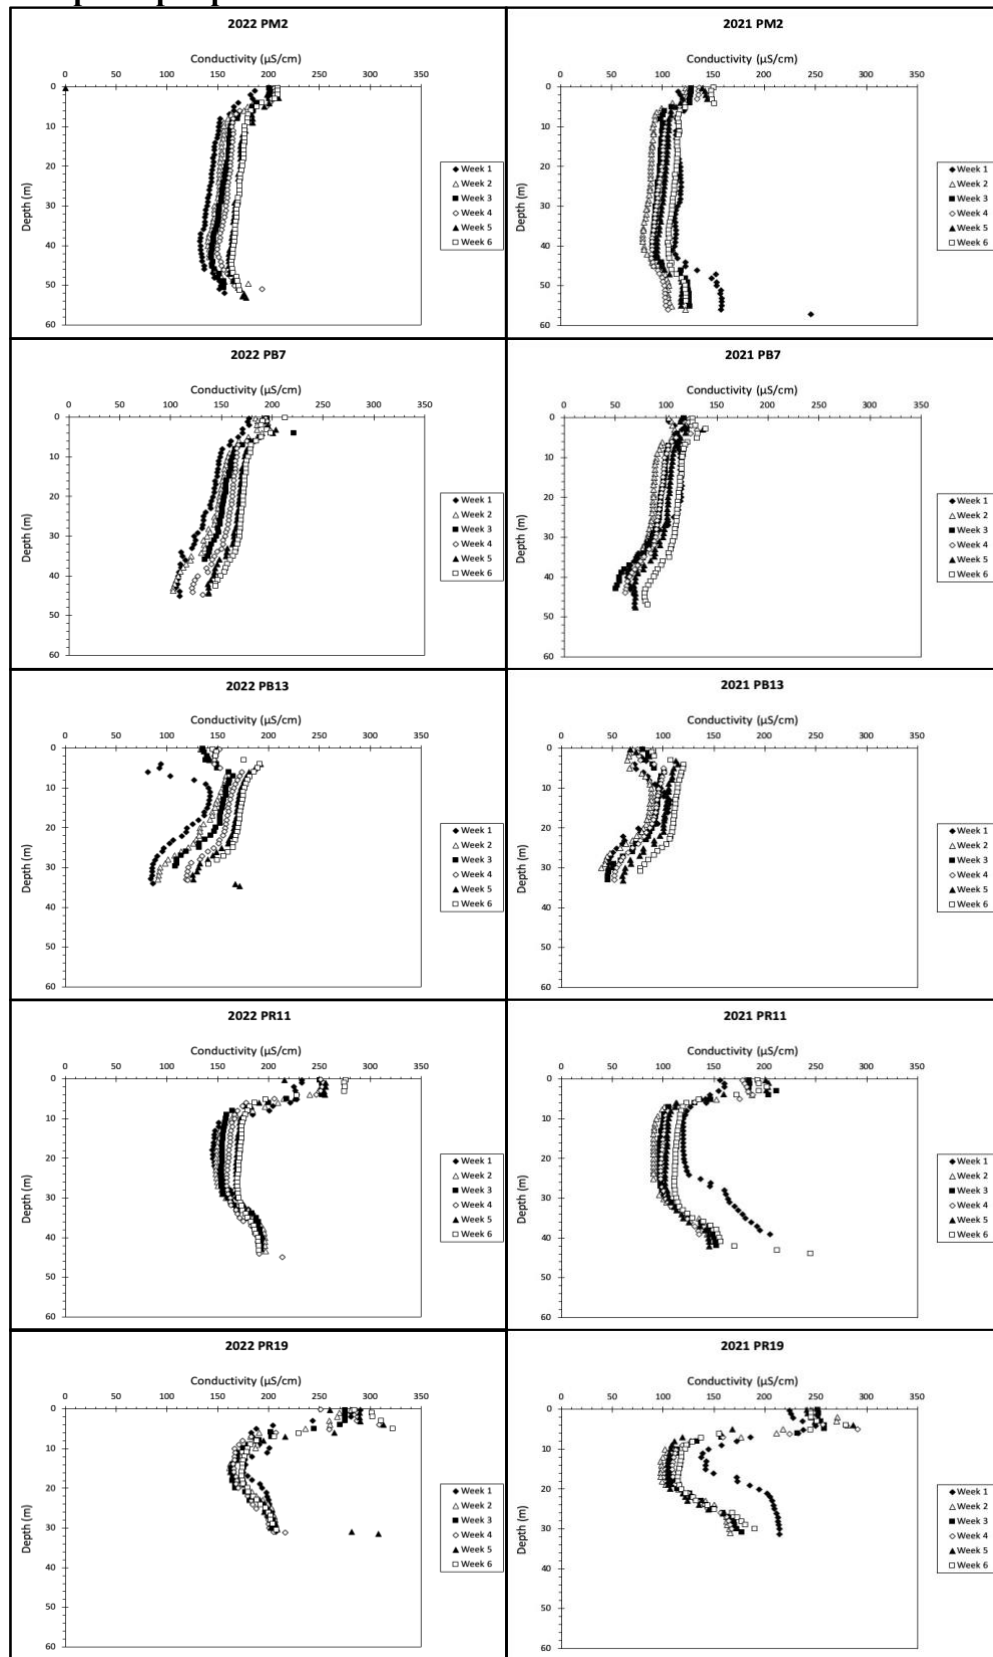 2022 PM2
Conductivity (µS/cm)
0 50 100 150 200 250 300 350
0
10
20
30
40
50
60
Depth (m)
Week 1
Week 2
Week 3
Week 4
Week 5
Week 6
2021 PM2
Conductivity (µS/cm)
0 50 100 150 200 250 300 350
0
10
20
30
40
50
60
Depth (m)
Week 1
Week 2
Week 3
Week 4
Week 5
Week 6
2022 PB7
Conductivity (µS/cm)
0 50 100 150 200 250 300 350
0
10
20
30
40
50
60
Depth (m)
Week 1
Week 2
Week 3
Week 4
Week 5
Week 6
2021 PB7
Conductivity (µS/cm)
0 50 100 150 200 250 300 350
0
10
20
30
40
50
60
Depth (m)
Week 1
Week 2
Week 3
Week 4
Week 5
Week 6
2022 PB13
Conductivity (µS/cm)
0 50 100 150 200 250 300 350
0
10
20
30
40
50
60
Depth (m)
Week 1
Week 2
Week 3
Week 4
Week 5
Week 6
2021 PB13
Conductivity (µS/cm)
0 50 100 150 200 250 300 350
0
10
20
30
40
50
60
Depth (m)
Week 1
Week 2
Week 3
Week 4
Week 5
Week 6
2022 PR11
Conductivity (µS/cm)
0 50 100 150 200 250 300 350
0
10
20
30
40
50
60
Depth (m)
Week 1
Week 2
Week 3
Week 4
Week 5
Week 6
2021 PR11
Conductivity (µS/cm)
0 50 100 150 200 250 300 350
0
10
20
30
40
50
60
Depth (m)
Week 1
Week 2
Week 3
Week 4
Week 5
Week 6
2022 PR19
Conductivity (µS/cm)
0 50 100 150 200 250 300 350
0
10
20
30
40
50
60
Depth (m)
Week 1
Week 2
Week 3
Week 4
Week 5
Week 6
2021 PR19
Conductivity (µS/cm)
0 50 100 150 200 250 300 350
0
10
20
30
40
50
60
Depth (m)
Week 1
Week 2
Week 3
Week 4
Week 5
Week 6